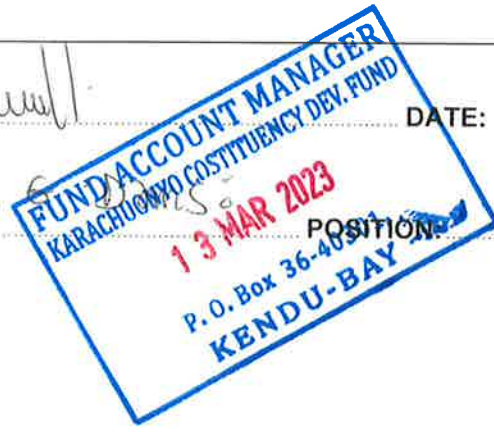 DATE:
FUND ACCOUNT MANAGER
KARACHUONYO COSTITUENCY DEV. FUND
13 MAR 2023
POSITION:
P. O. Box 36-40301
KENDU-BAY